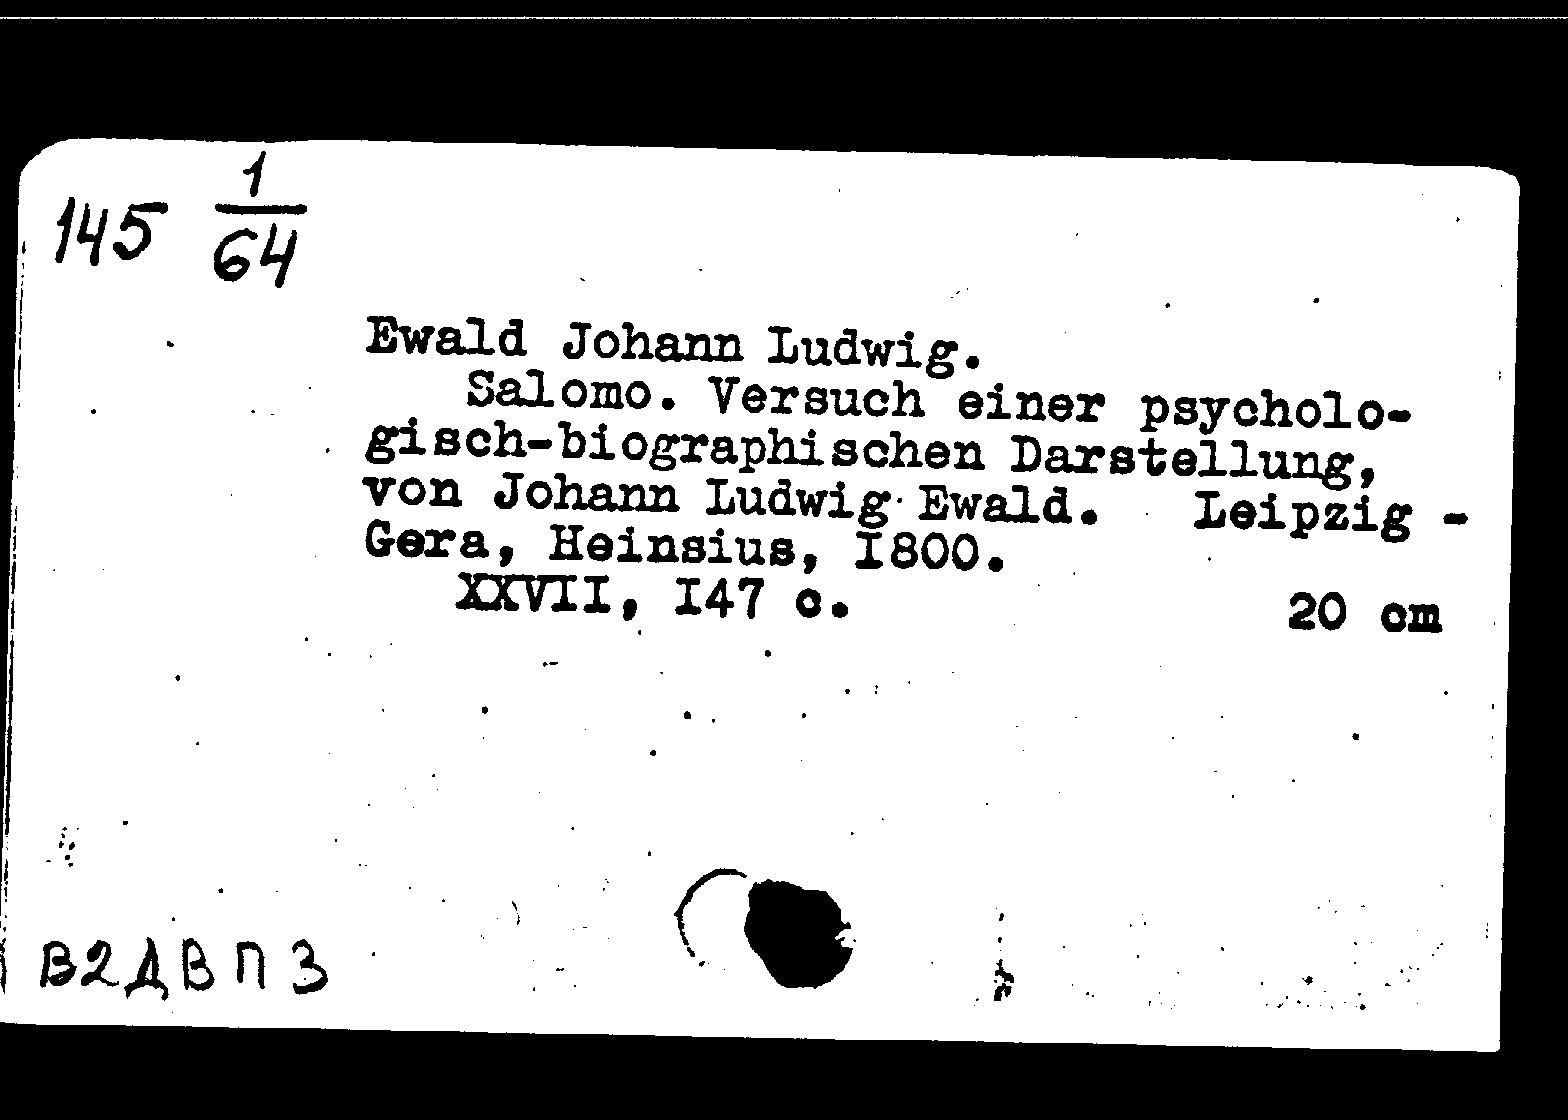 145 1/64
Ewald Johann Ludwig.
Salomo. Versuch einer psycholo-
gisch-biographischen Darstellung,
von Johann Ludwig Ewald. Leipzig -
Gera, Heinsius, I800.
XXVII, I47 c. 20 cm
В2ДВПЗ